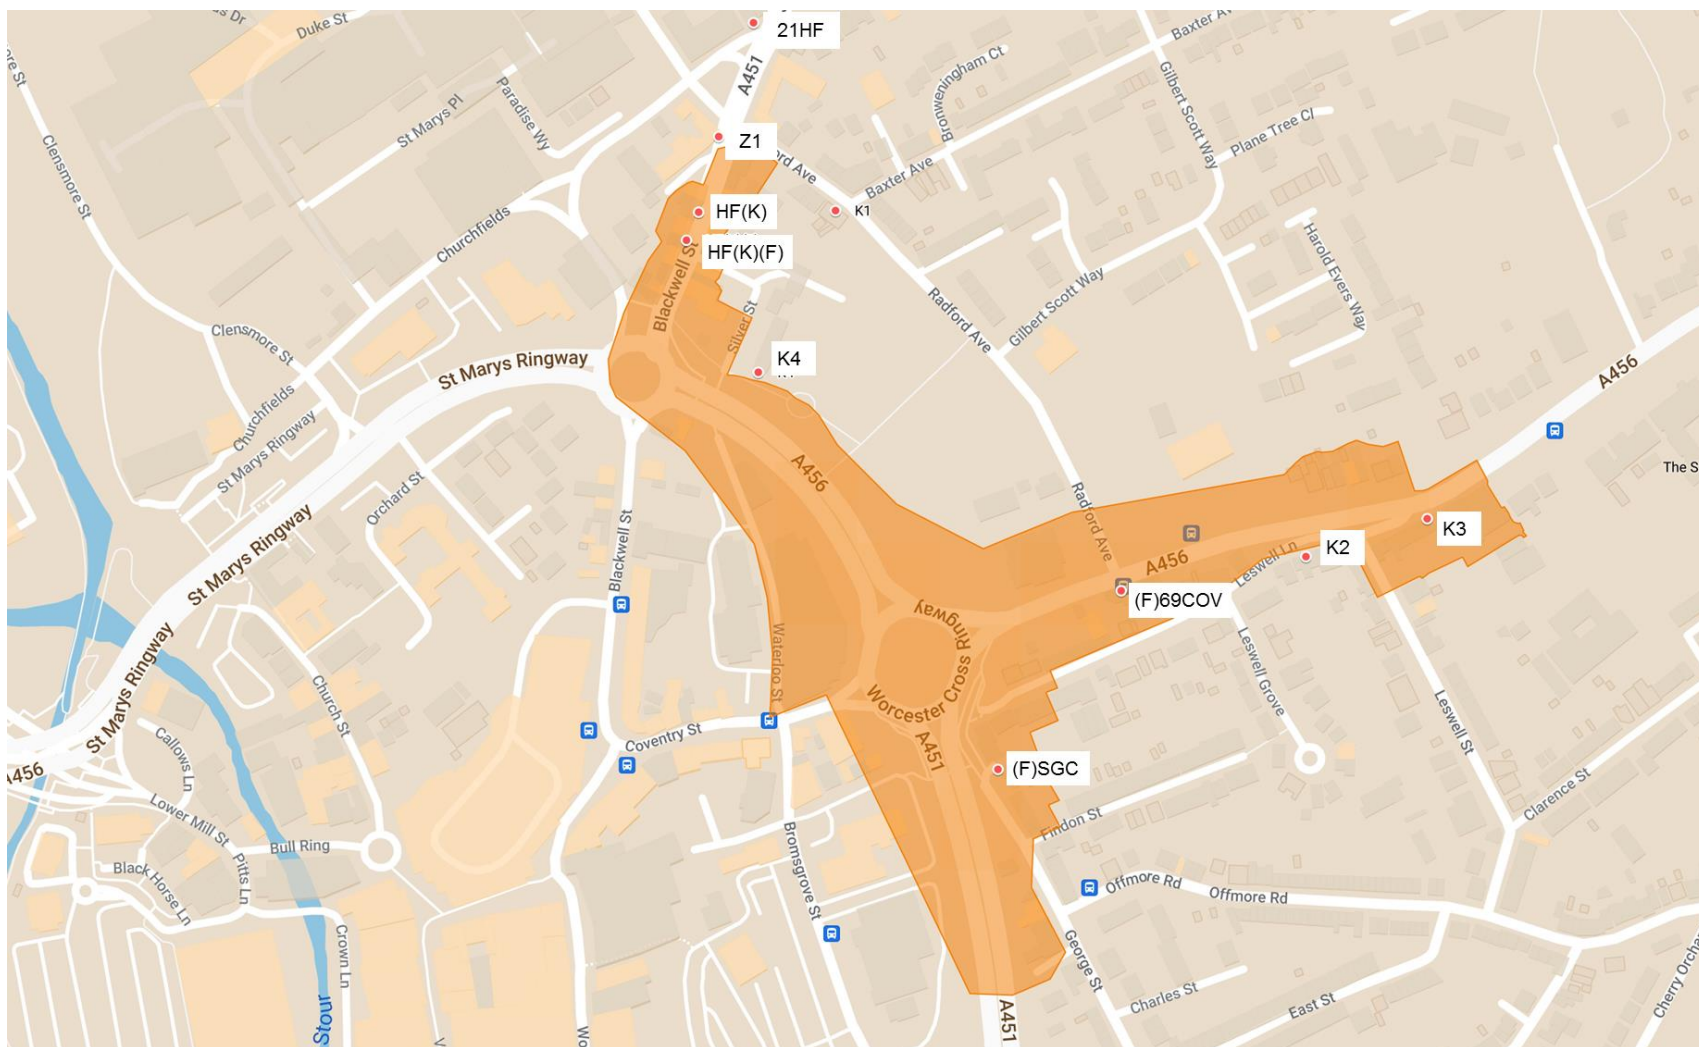 Duke St
21HF
A451
Baxter Ave
Bronweningham Ct
Gilbert Scott Way
Plane Tree Cl
Paradise Wy
St Marys Pl
Clensmore St
Z1
Baxter Ave
HF(K)
K1
HF(K)(F)
Churchfields
Blackwell St
Harold Evers Way
Radford Ave
Gilbert Scott Way
Silver St
Clensmore St
St Marys Ringway
K4
A456
Churchfields
St Marys Ringway
Orchard St
A456
The S
Radford Ave
St Marys Ringway
K3
K2
A456
Leswell Ln
Blackwell St
(F)69COV
Ringway
Worcester Cross
Waterloo St
Leswell Grove
St Marys Ringway
Church St
Leswell St
Callows Ln
Coventry St
A451
A456
(F)SGC
Clarence St
Lower Mill St
Findon St
Bull Ring
Pitts Ln
Black Horse Ln
Bromsgrove St
Offmore Rd
Offmore Rd
Crown Ln
George St
Charles St
East St
Cherry Orchar
Stour
A451